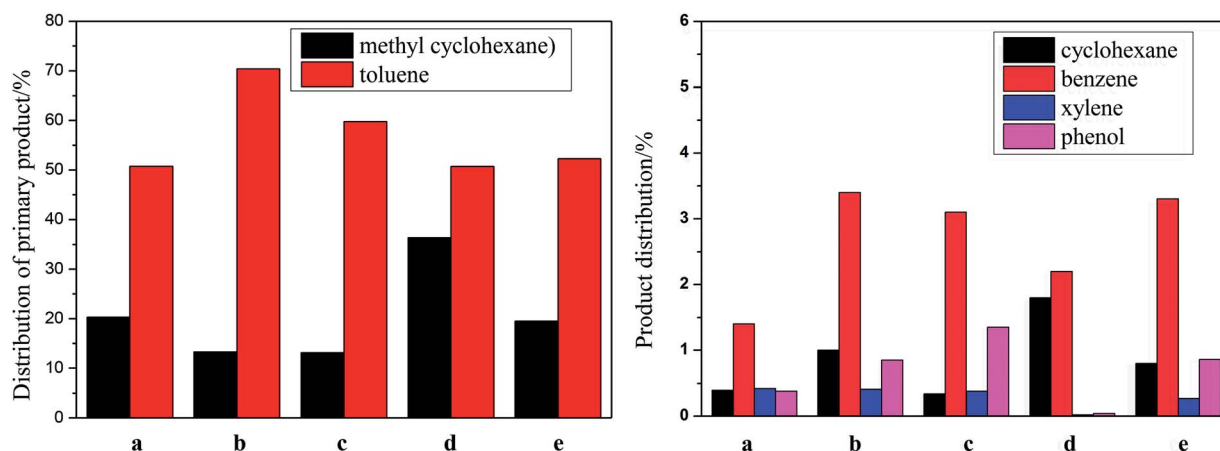 Distribution of primary product/%
80
70
60
50
40
30
20
10
0
methyl cyclohexane)
toluene
a b c d e
Product distribution/%
6
5
4
3
2
1
0
cyclohexane
benzene
xylene
phenol
a b c d e